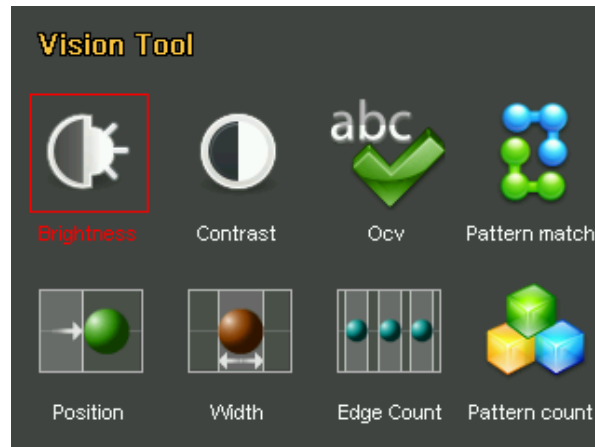 Vision Tool
abc
Brightness Contrast Ocv Pattern match
Position Width Edge Count Pattern count